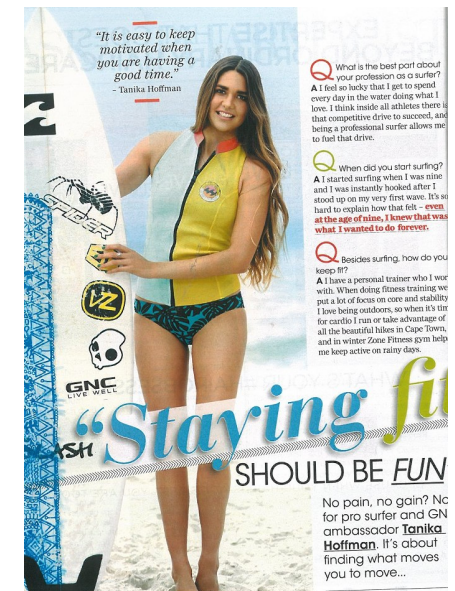 “It is easy to keep
motivated when
you are having a
good time.”
– Tanika Hoffman
Q What is the best part about
your profession as a surfer?
A I feel so lucky that I get to spend
every day in the water doing what I
love. I think inside all athletes there is
that competitive drive to succeed, and
being a professional surfer allows me
to fuel that drive.
Q When did you start surfing?
A I started surfing when I was nine
and I was instantly hooked after I
stood up on my very first wave. It's so
hard to explain how that felt – even
at the age of nine, I knew that was
what I wanted to do forever.
Q Besides surfing, how do you
keep fit?
A I have a personal trainer who I wor
with. When doing fitness training we
put a lot of focus on core and stability
I love being outdoors, so when it's tim
for cardio I run or take advantage of
all the beautiful hikes in Cape Town,
and in winter Zone Fitness gym help
me keep active on rainy days.
SPIDER
VZ
GNC
LIVE WELL
ASH
“Staying fit
SHOULD BE FUN
No pain, no gain? No
for pro surfer and GN
ambassador Tanika
Hoffman. It's about
finding what moves
you to move...